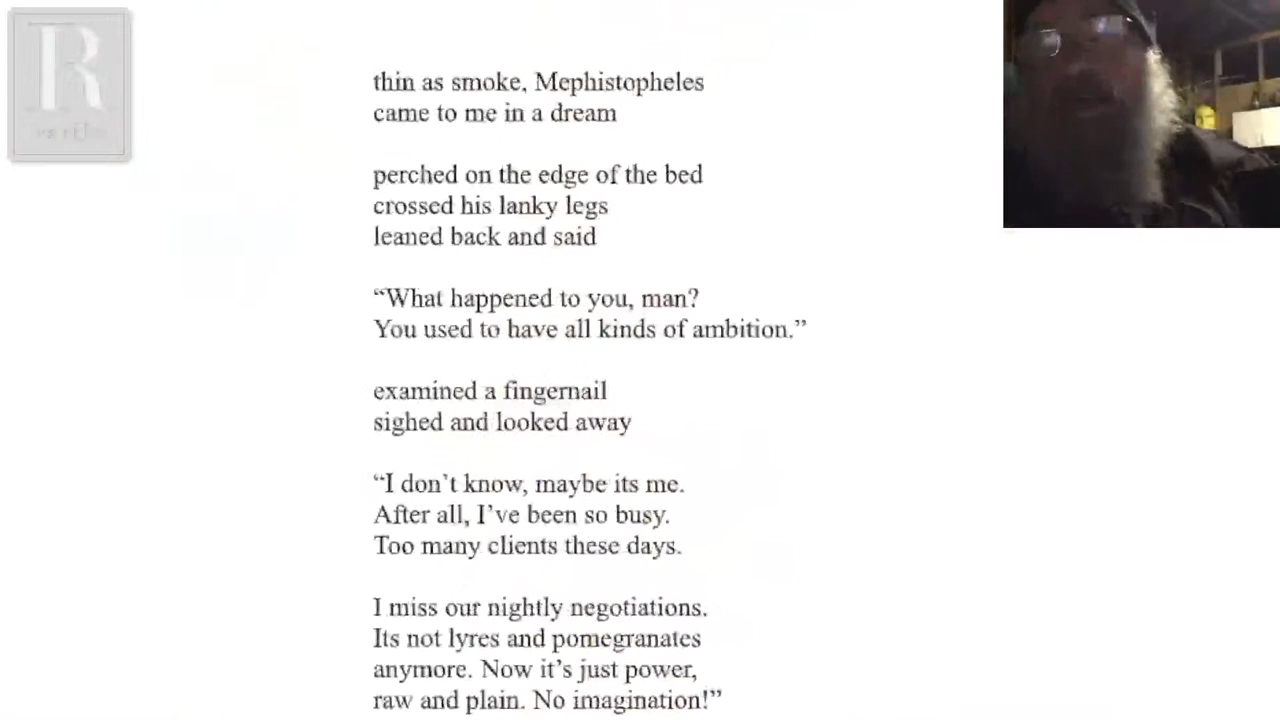 R
thin as smoke, Mephistopheles
came to me in a dream
perched on the edge of the bed
crossed his lanky legs
leaned back and said
“What happened to you, man?
You used to have all kinds of ambition.”
examined a fingernail
sighed and looked away
“I don’t know, maybe its me.
After all, I’ve been so busy.
Too many clients these days.
I miss our nightly negotiations.
Its not lyres and pomegranates
anymore. Now it’s just power,
raw and plain. No imagination!”